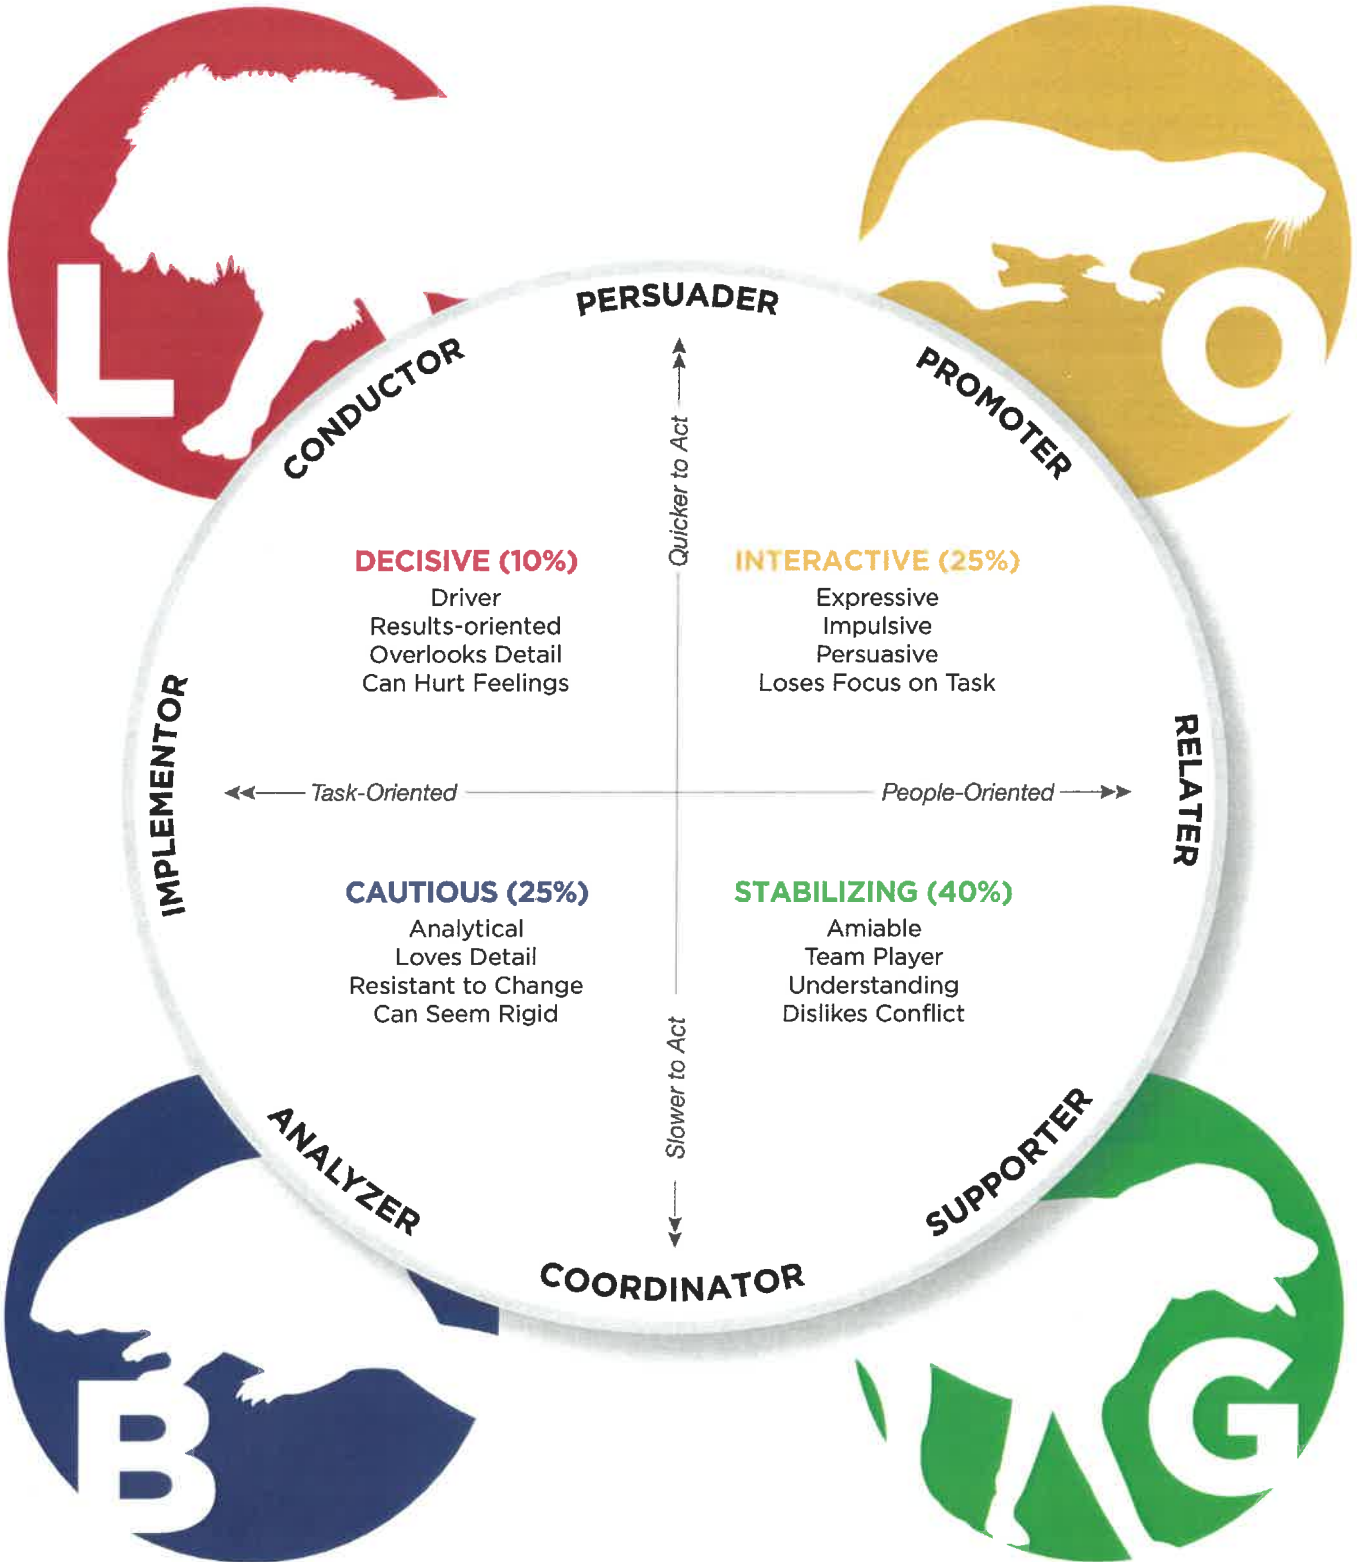 L
O
PERSUADER
CONDUCTOR
PROMOTER
Quicker to Act
DECISIVE (10%)
Driver
Results-oriented
Overlooks Detail
Can Hurt Feelings
INTERACTIVE (25%)
Expressive
Impulsive
Persuasive
Loses Focus on Task
IMPLEMENTOR
Task-Oriented
People-Oriented
RELATER
CAUTIOUS (25%)
Analytical
Loves Detail
Resistant to Change
Can Seem Rigid
STABILIZING (40%)
Amiable
Team Player
Understanding
Dislikes Conflict
Slower to Act
ANALYZER
SUPPORTER
COORDINATOR
B
G